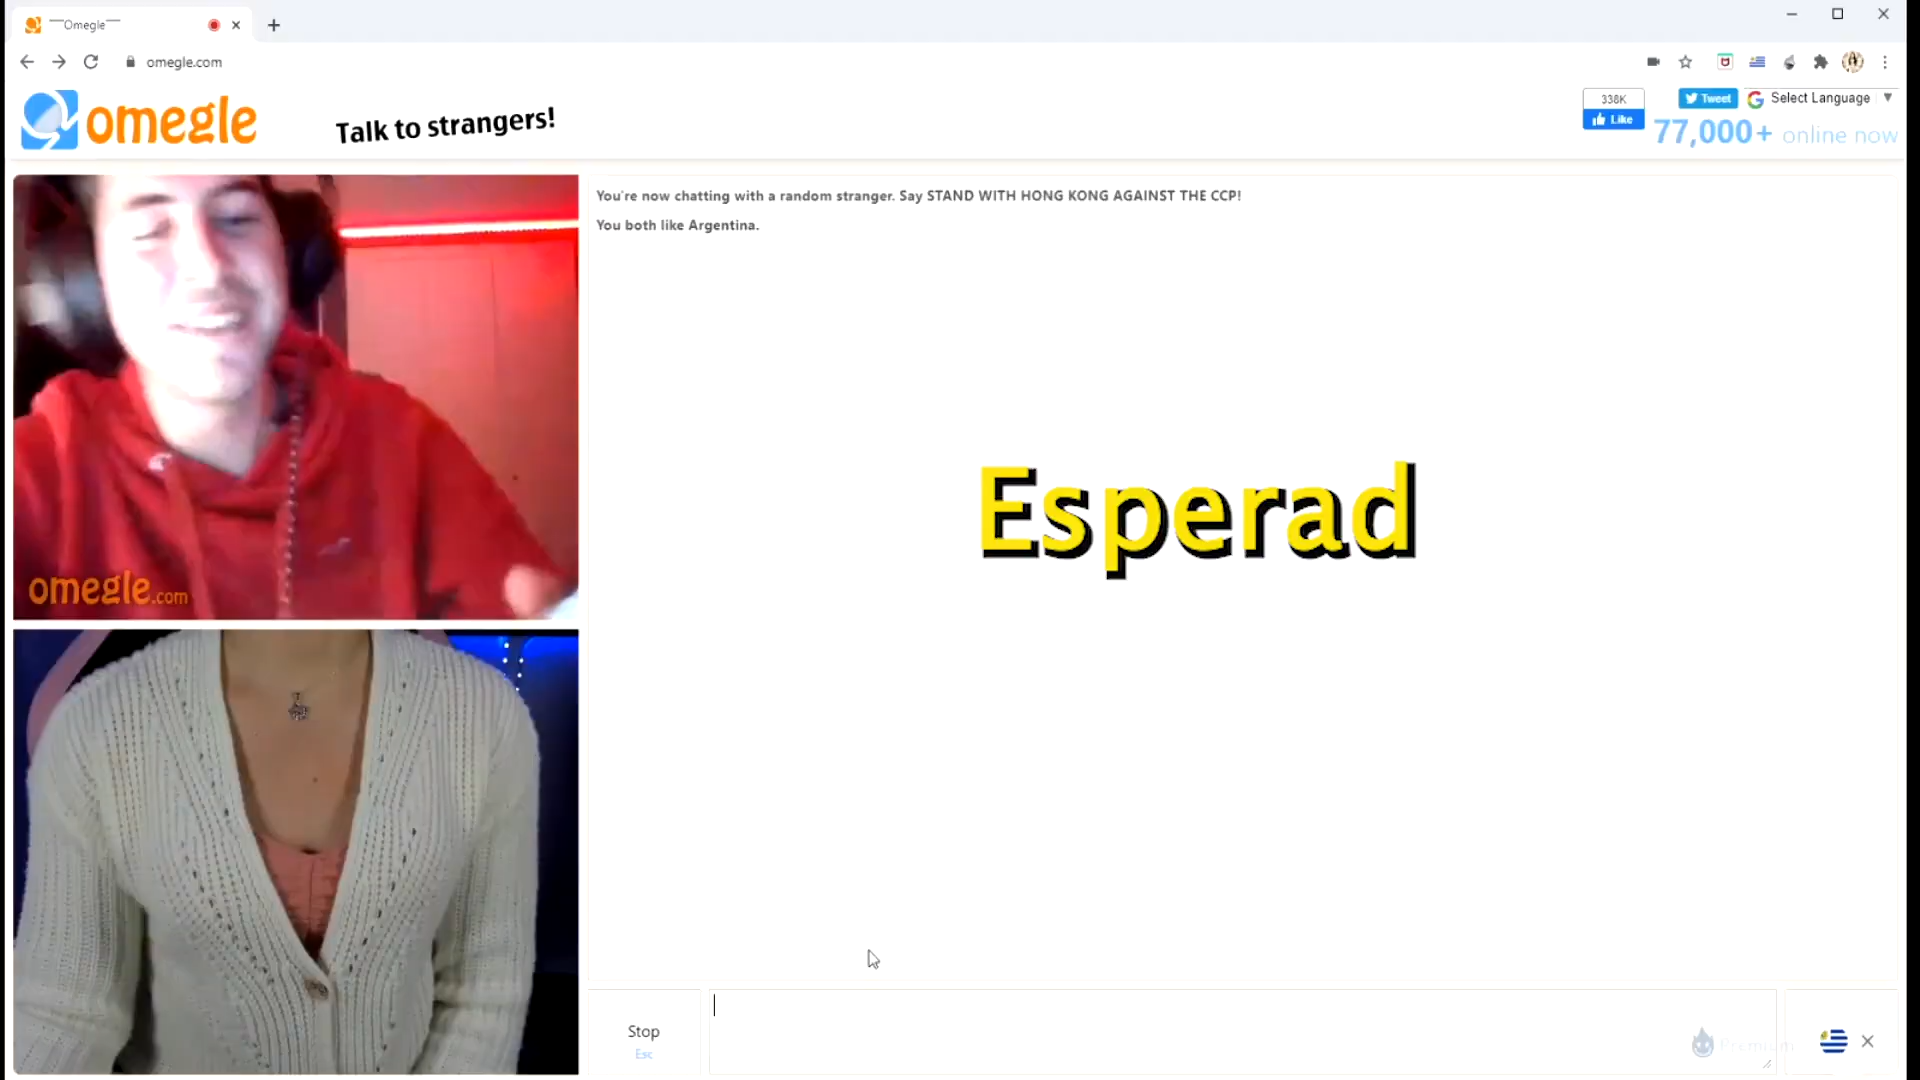 Omegle
omegle.com
omegle
Talk to strangers!
338K
Like
Tweet
Select Language
77,000+ online now
You're now chatting with a random stranger. Say STAND WITH HONG KONG AGAINST THE CCP!
You both like Argentina.
omegle.com
Esperad
Stop
Esc
Premium